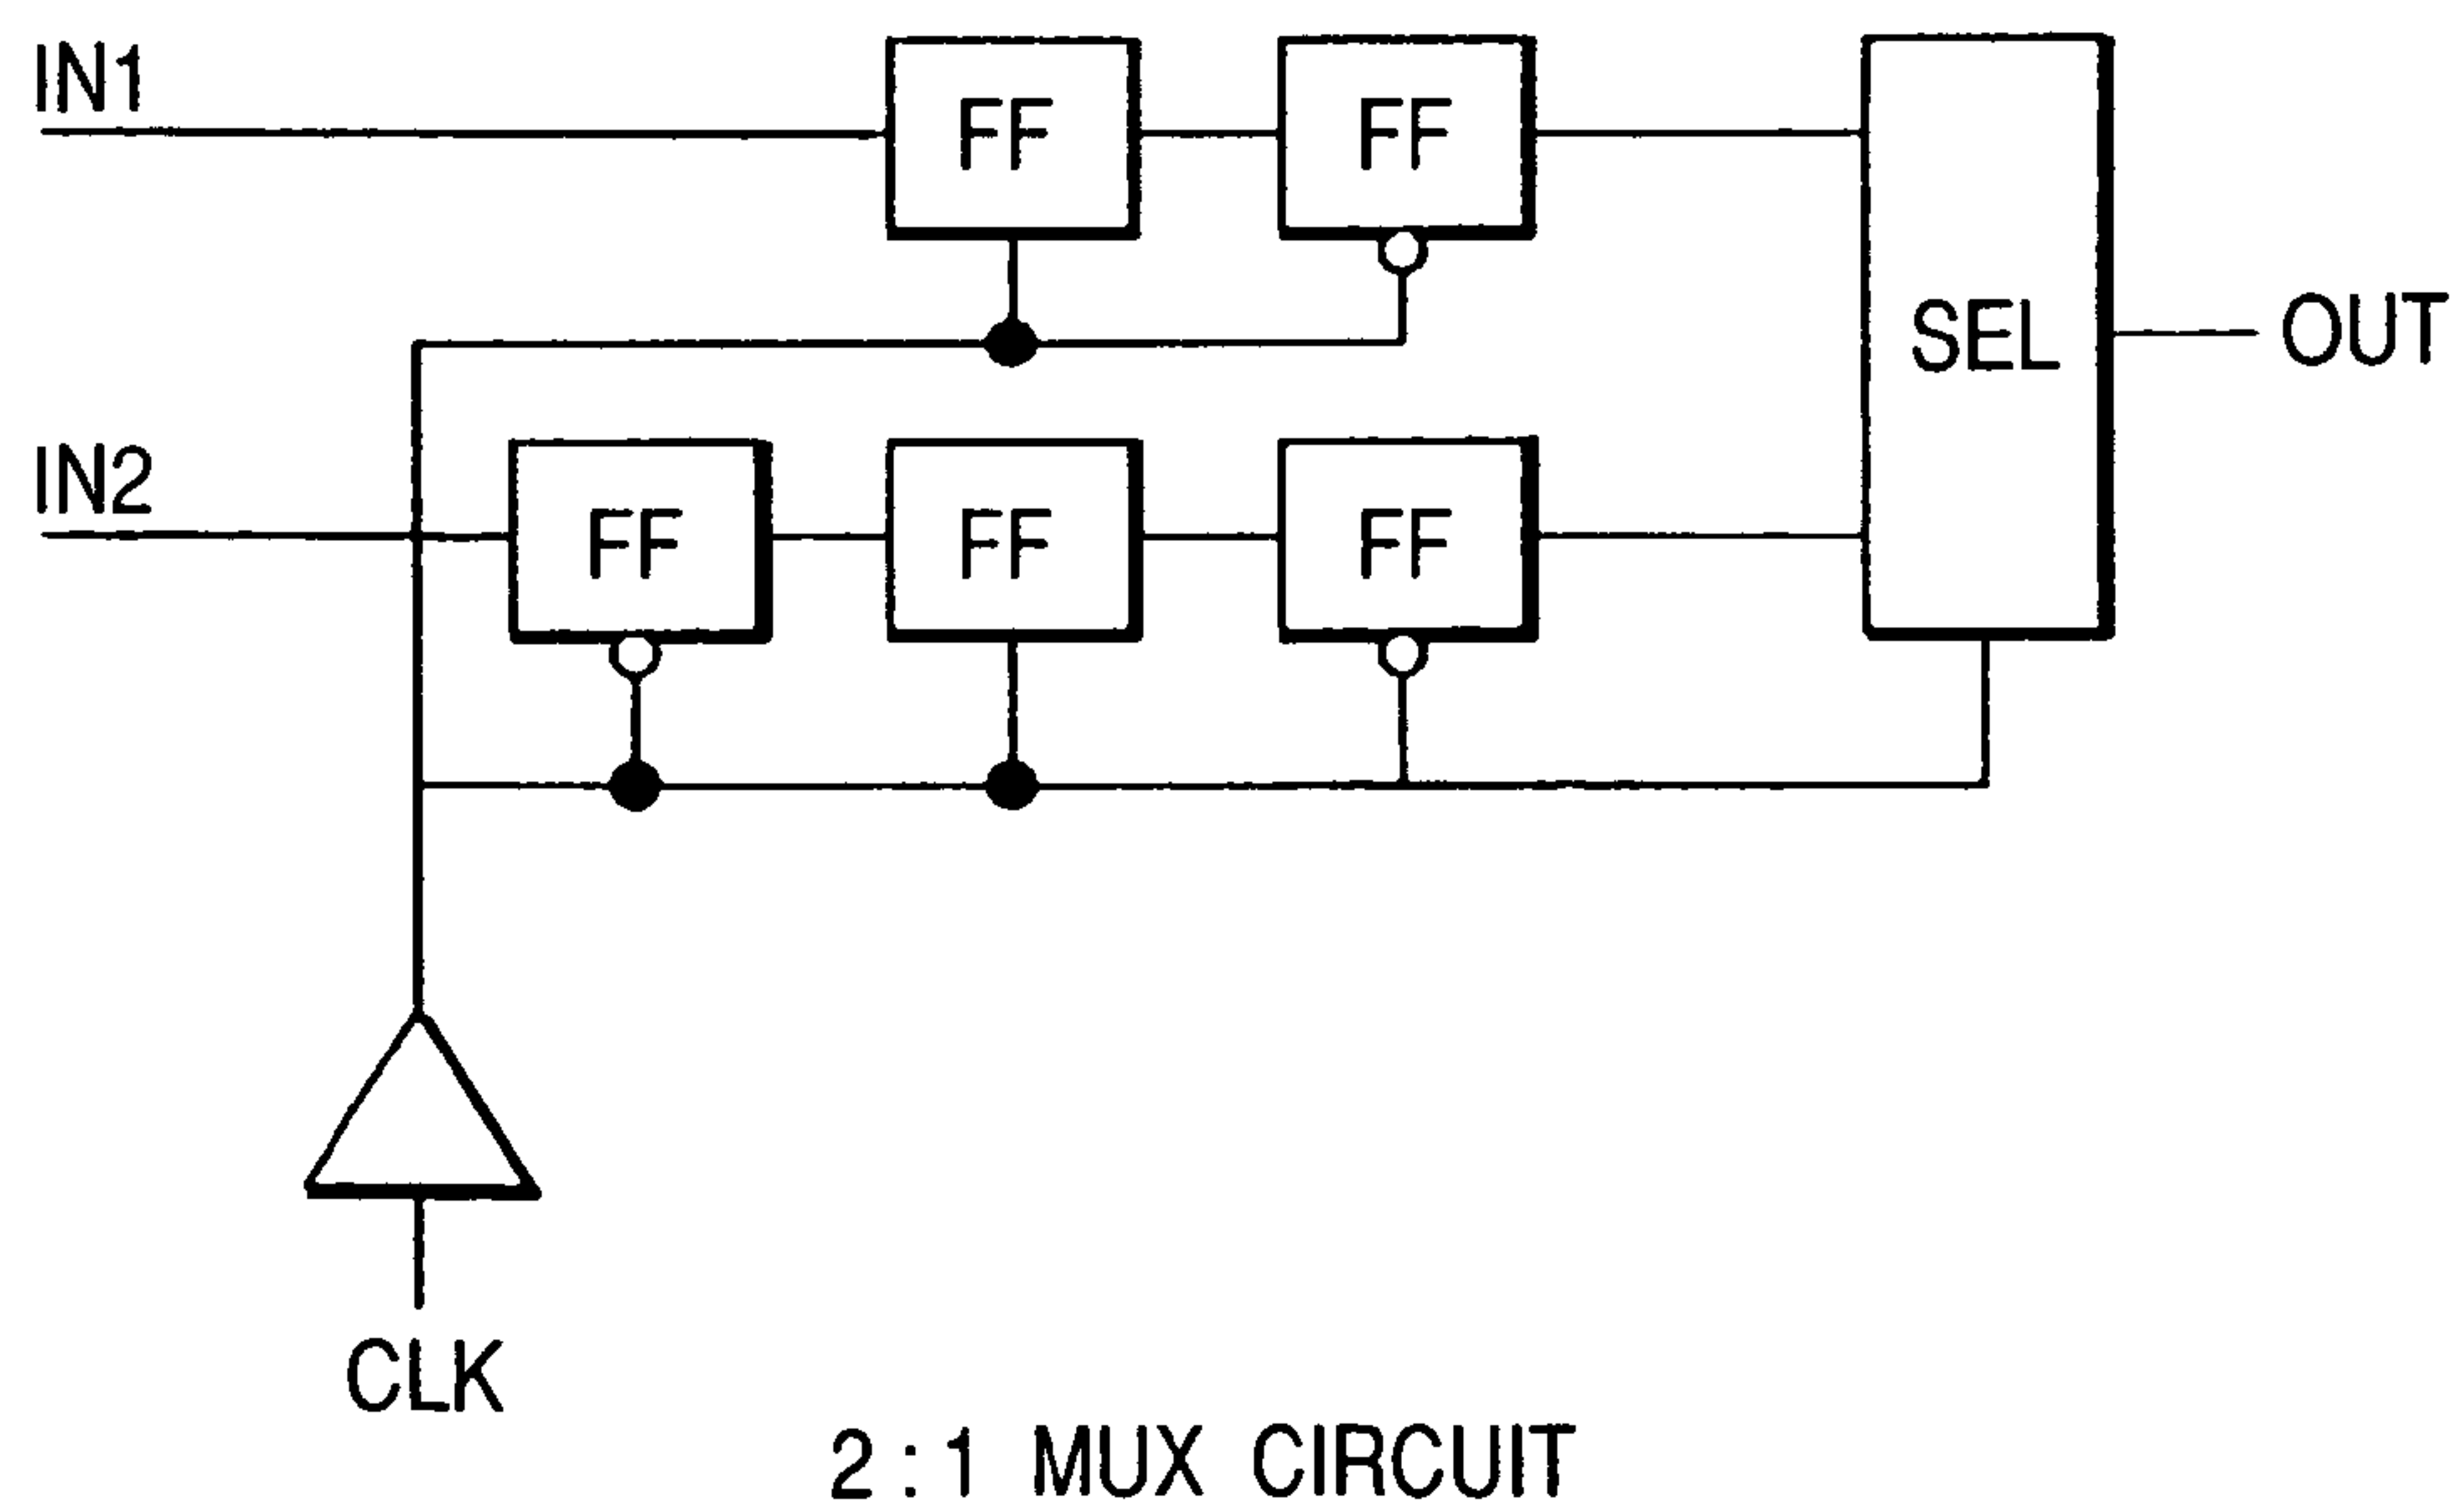 IN1
FF
FF
SEL
OUT
IN2
FF
FF
FF
CLK
2:1 MUX CIRCUIT